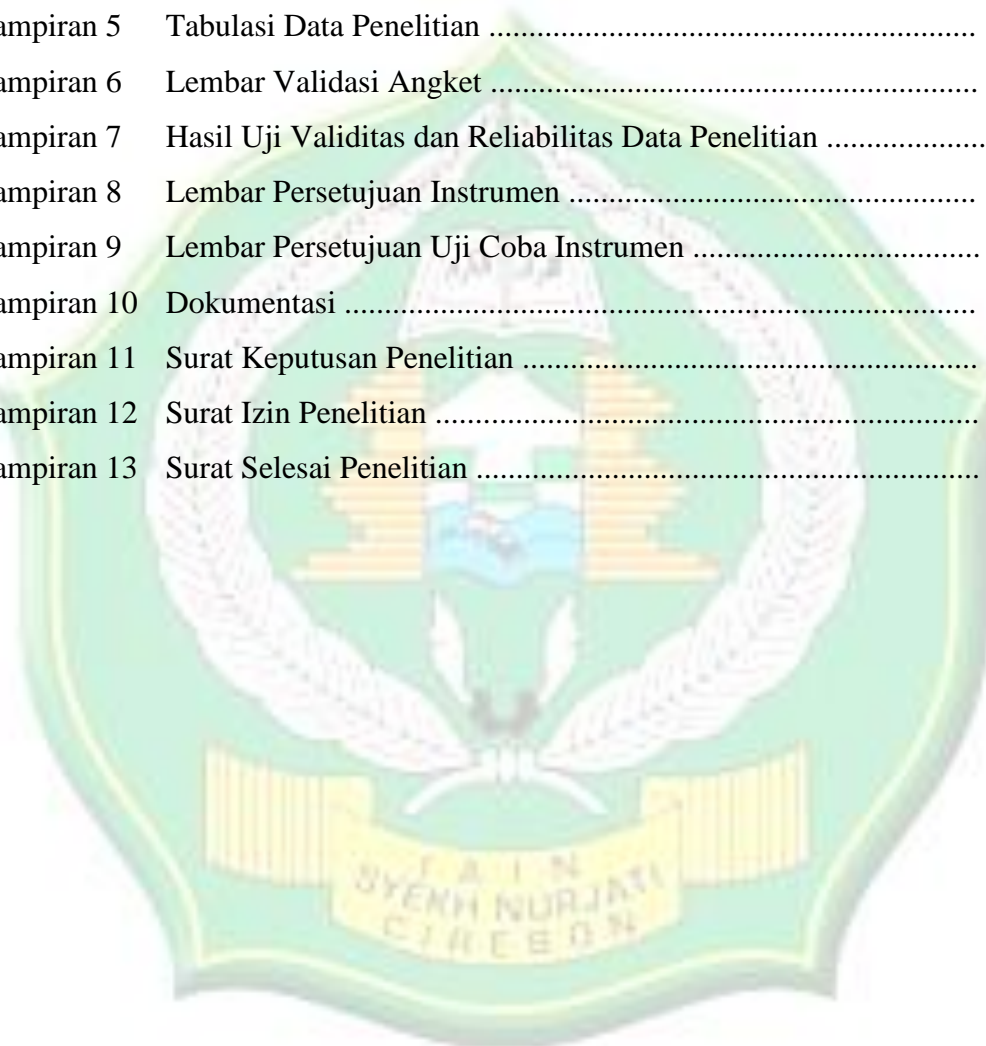 ampiran 5 Tabulasi Data Penelitian ............................................................
ampiran 6 Lembar Validasi Angket ............................................................
ampiran 7 Hasil Uji Validitas dan Reliabilitas Data Penelitian ....................
ampiran 8 Lembar Persetujuan Instrumen ..................................................
ampiran 9 Lembar Persetujuan Uji Coba Instrumen ...................................
ampiran 10 Dokumentasi .............................................................................
ampiran 11 Surat Keputusan Penelitian ........................................................
ampiran 12 Surat Izin Penelitian ...................................................................
ampiran 13 Surat Selesai Penelitian ..............................................................
IAIN
SYEKH NURJATI
CIREBON